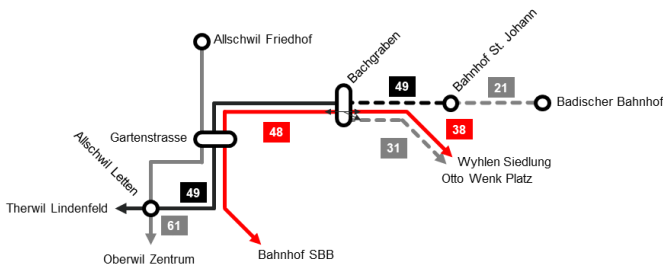 Allschwil Friedhof
Bachgraben
Bahnhof St. Johann
49
21
Badischer Bahnhof
Gartenstrasse
48
38
31
Wyhlen Siedlung
Otto Wenk Platz
Allschwil Letten
49
Therwil Lindenfeld
61
Oberwil Zentrum
Bahnhof SBB